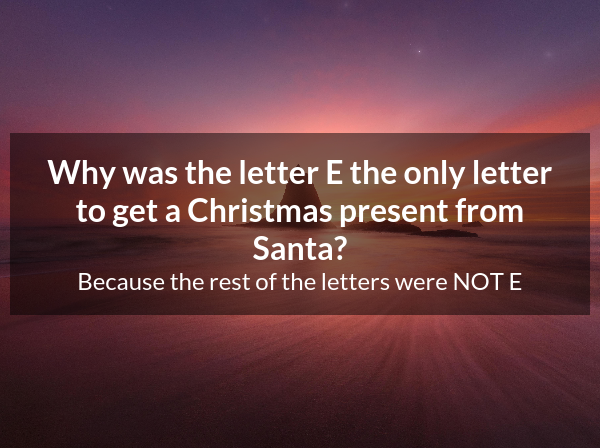 Why was the letter E the only letter
to get a Christmas present from
Santa?
Because the rest of the letters were NOT E